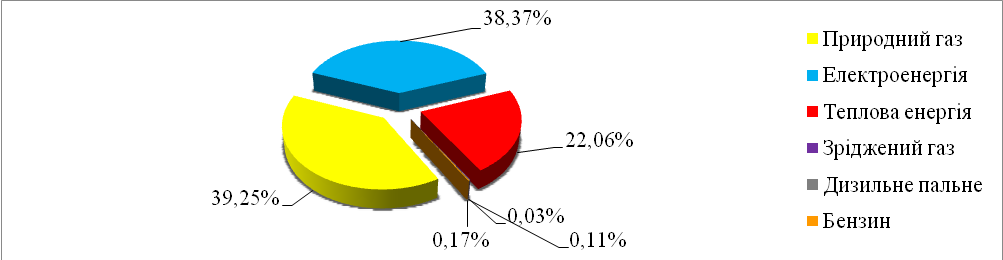 38,37%
Природний газ
Електроенергія
Теплова енергія
22,06%
Зріджений газ
Дизильне пальне
39,25%
0,03%
Бензин
0,17%
0,11%